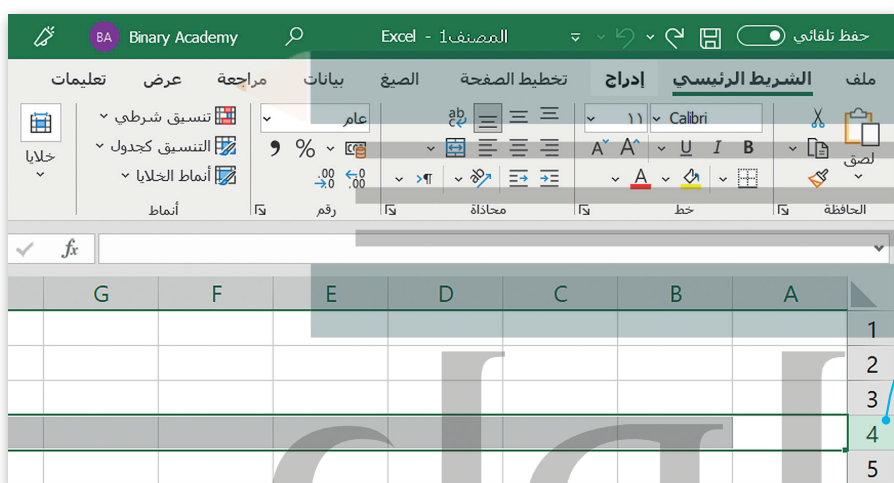 حفظ تلقائي المصنف1 - Excel Binary Academy BA
ملف الشريط الرئيسي إدراج تخطيط الصفحة الصيغ بيانات مراجعة عرض تعليمات
لصق Calibri ١١ ab c عام تنسيق شرطي خلايا
B I U A A % , التنسيق كجدول
A أنماط الخلايا
الحافظة خط محاذاة رقم أنماط
fx
A B C D E F G
1
2
3
4
5